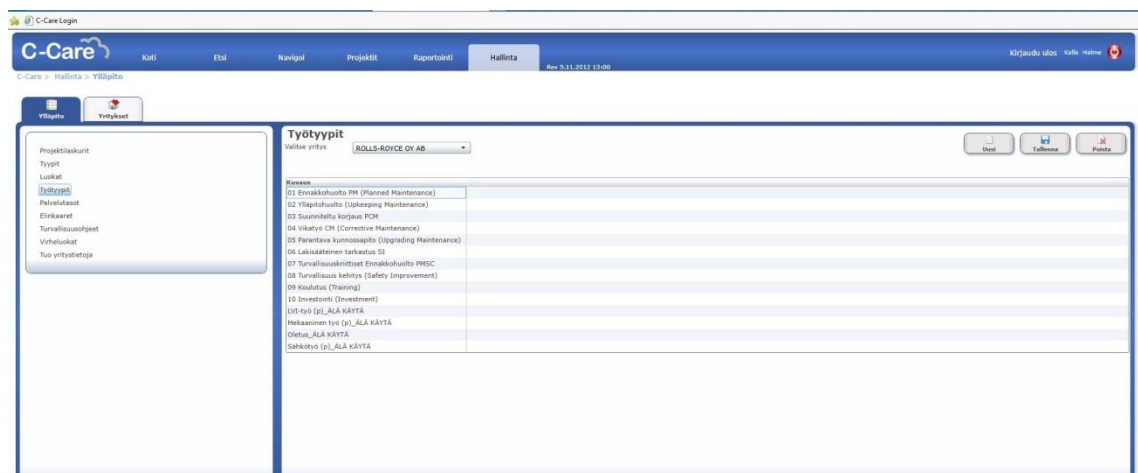 C-Care Login
C-Care
Koti Etsi Navigoi Projektit Raportointi Hallinta
Rev 5.11.2012 13:00
Kirjaudu ulos Kalle Halme
C-Care > Hallinta > Ylläpito
Ylläpito Yritykset
Projektilaskurit
Tyypit
Luokat
Työtyypit
Palvelutasot
Elinkaaret
Turvallisuusohjeet
Virheluokat
Tuo yritystietoja
Työtyypit
Valitse yritys ROLLS-ROYCE OY AB
Uusi Tallenna Poista
Kuvaus
01 Ennakkohuolto PM (Planned Maintenance)
02 Ylläpitohuolto (Upkeeping Maintenance)
03 Suunniteltu korjaus PCM
04 Vikatyö CM (Corrective Maintenance)
05 Parantava kunnossapito (Upgrading Maintenance)
06 Lakisääteinen tarkastus SI
07 Turvallisuuskriittiset Ennakkohuolto PMSC
08 Turvallisuus kehitys (Safety Improvement)
09 Koulutus (Training)
10 Investointi (Investment)
LVI-työ (p)_ÄLÄ KÄYTÄ
Mekaaninen työ (p)_ÄLÄ KÄYTÄ
Oletus_ÄLÄ KÄYTÄ
Sähkötyö (p)_ÄLÄ KÄYTÄ